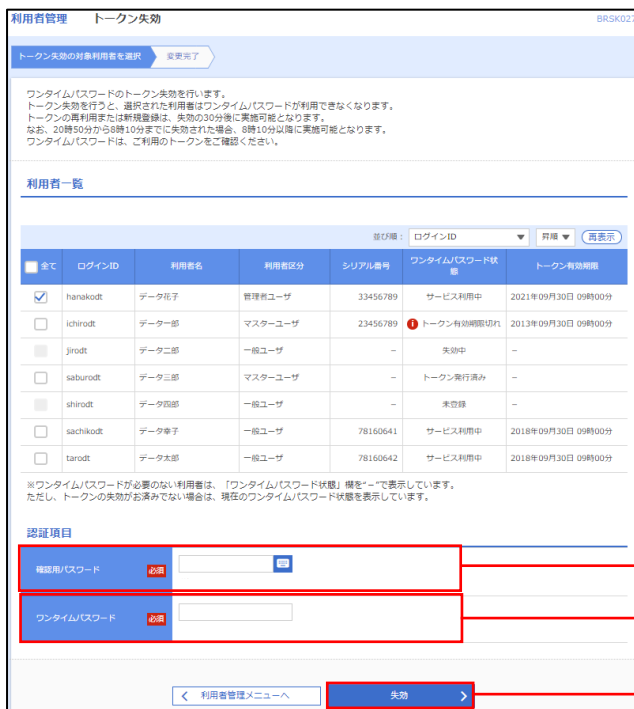 利用者管理 トークン失効 BRSK027
トークン失効の対象利用者を選択 変更完了
ワンタイムパスワードのトークン失効を行います。
トークン失効を行うと、選択された利用者はワンタイムパスワードが利用できなくなります。
トークンの再利用または新規登録は、失効の30分後に実施可能となります。
なお、20時50分から8時10分までに失効された場合、8時10分以降に実施可能となります。
ワンタイムパスワードは、ご利用のトークンをご確認ください。
利用者一覧
並び順： ログインID 昇順 再表示
全て ログインID 利用者名 利用者区分 シリアル番号 ワンタイムパスワード状態 トークン有効期限
hanakodt データ花子 管理者ユーザ 33456789 サービス利用中 2021年09月30日 09時00分
ichirodt データ一郎 マスターユーザ 23456789 トークン有効期限切れ 2013年09月30日 09時00分
jirodt データ二郎 一般ユーザ － 失効中 －
saburodt データ三郎 マスターユーザ － トークン発行済み －
shirodt データ四郎 一般ユーザ － 未登録 －
sachikodt データ幸子 一般ユーザ 78160641 サービス利用中 2018年09月30日 09時00分
tarodt データ太郎 一般ユーザ 78160642 サービス利用中 2018年09月30日 09時00分
※ワンタイムパスワードが必要のない利用者は、「ワンタイムパスワード状態」欄を"－"で表示しています。
ただし、トークンの失効がお済みでない場合は、現在のワンタイムパスワード状態を表示しています。
認証項目
確認用パスワード 必須
ワンタイムパスワード 必須
利用者管理メニューへ 失効